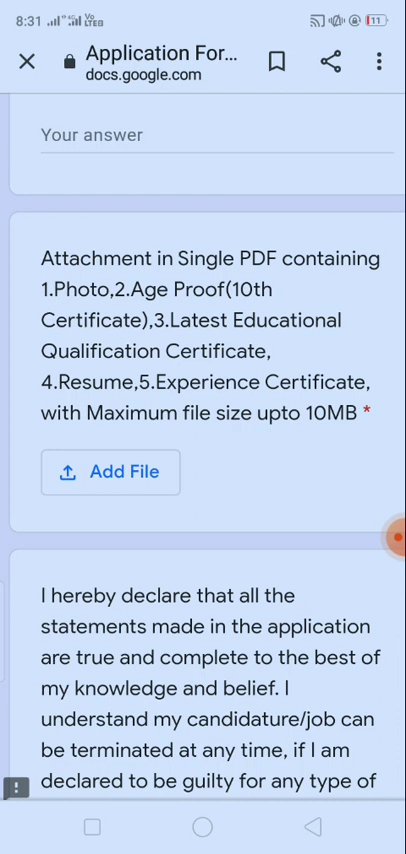 8:31
11
Application For...
docs.google.com
Your answer
Attachment in Single PDF containing
1.Photo,2.Age Proof(10th
Certificate),3.Latest Educational
Qualification Certificate,
4.Resume,5.Experience Certificate,
with Maximum file size upto 10MB *
Add File
I hereby declare that all the
statements made in the application
are true and complete to the best of
my knowledge and belief. I
understand my candidature/job can
be terminated at any time, if I am
declared to be guilty for any type of